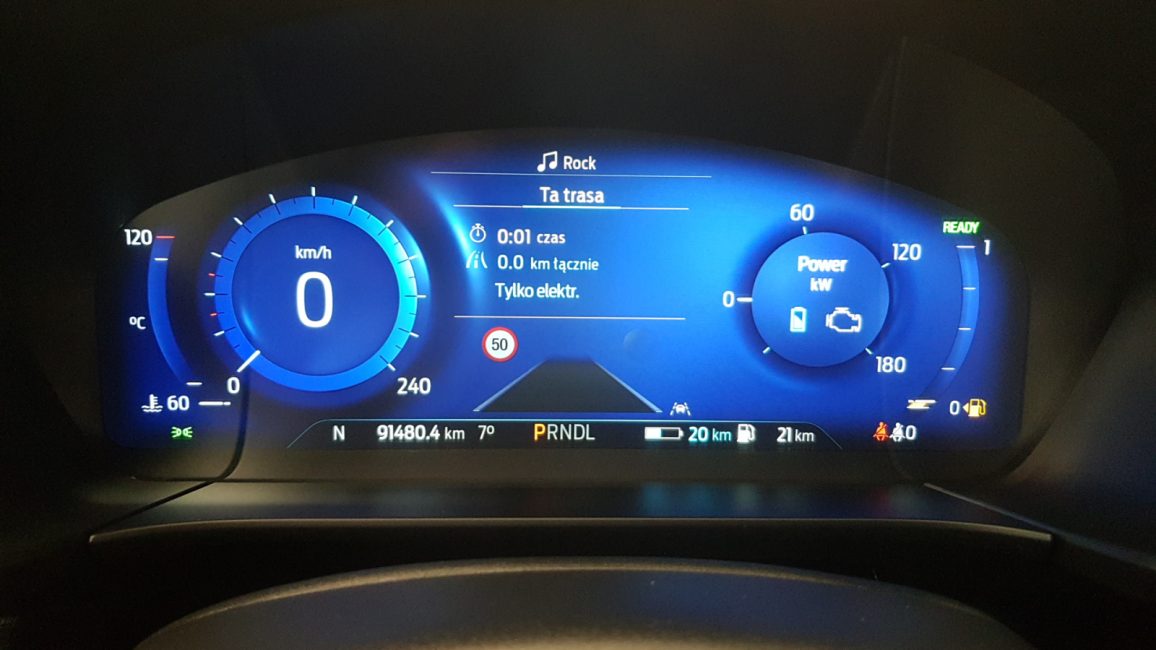 Rock
Ta trasa
0:01 czas
0.0 km łącznie
Tylko elektr.
50
120
°C
60
km/h
0
0
240
60
120
0
180
Power
kW
READY
1
0
N 91480.4 km 7° PRNDL 20 km 21 km
0